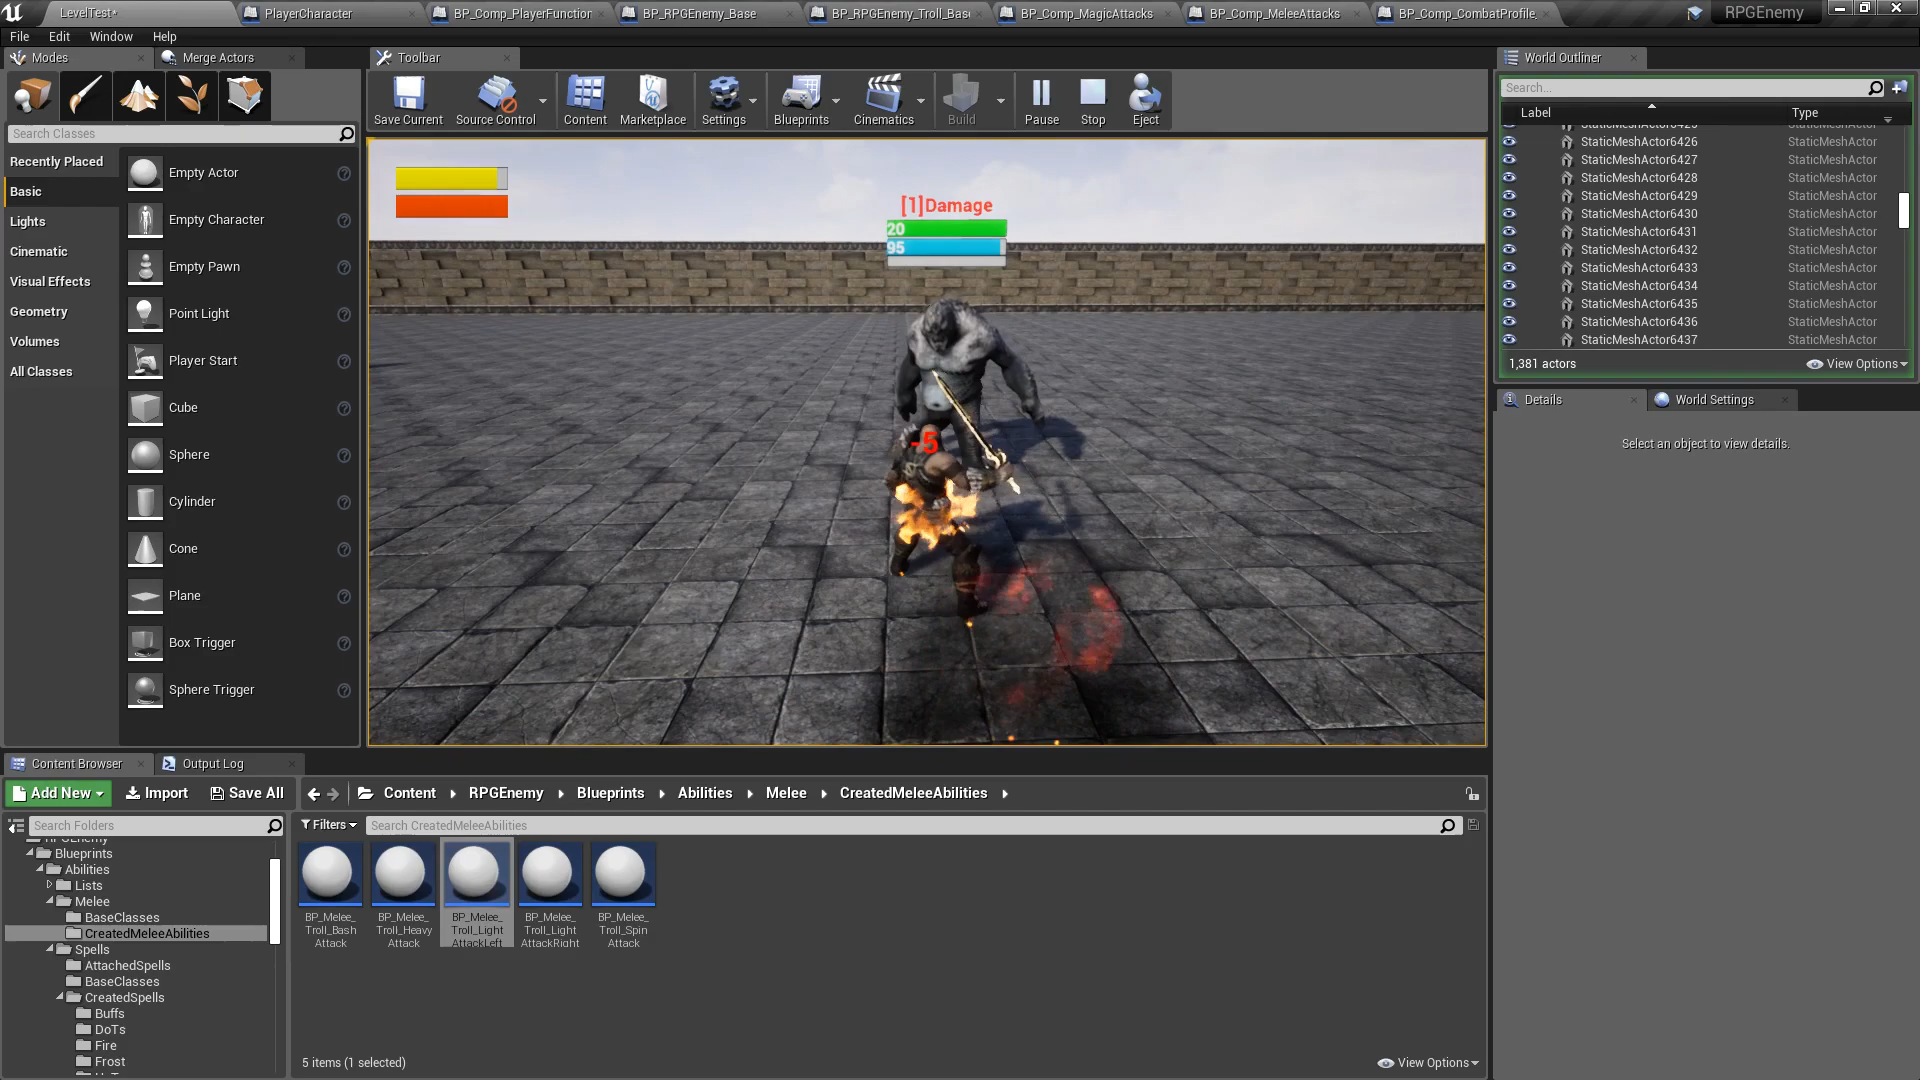 LevelTest*
PlayerCharacter
BP_Comp_PlayerFunction
BP_RPGEnemy_Base
BP_RPGEnemy_Troll_Bas
BP_Comp_MagicAttacks
BP_Comp_MeleeAttacks
BP_Comp_CombatProfile
RPGEnemy
File Edit Window Help
Modes
Merge Actors
Toolbar
World Outliner
Save Current
Source Control
Content
Marketplace
Settings
Blueprints
Cinematics
Build
Pause
Stop
Eject
Search...
Label Type
Search Classes
Recently Placed
Basic
Lights
Cinematic
Visual Effects
Geometry
Volumes
All Classes
Empty Actor
Empty Character
Empty Pawn
Point Light
Player Start
Cube
Sphere
Cylinder
Cone
Plane
Box Trigger
Sphere Trigger
[1]Damage
20
95
-5
StaticMeshActor6426 StaticMeshActor
StaticMeshActor6427 StaticMeshActor
StaticMeshActor6428 StaticMeshActor
StaticMeshActor6429 StaticMeshActor
StaticMeshActor6430 StaticMeshActor
StaticMeshActor6431 StaticMeshActor
StaticMeshActor6432 StaticMeshActor
StaticMeshActor6433 StaticMeshActor
StaticMeshActor6434 StaticMeshActor
StaticMeshActor6435 StaticMeshActor
StaticMeshActor6436 StaticMeshActor
StaticMeshActor6437 StaticMeshActor
1,381 actors
View Options
Details
World Settings
Select an object to view details.
Content Browser
Output Log
Add New
Import
Save All
Content RPGEnemy Blueprints Abilities Melee CreatedMeleeAbilities
Search Folders
Filters
Search CreatedMeleeAbilities
Blueprints
Abilities
Lists
Melee
BaseClasses
CreatedMeleeAbilities
Spells
AttachedSpells
BaseClasses
CreatedSpells
Buffs
DoTs
Fire
Frost
BP_Melee_
Troll_Bash
Attack
BP_Melee_
Troll_Heavy
Attack
BP_Melee_
Troll_Light
AttackLeft
BP_Melee_
Troll_Light
AttackRight
BP_Melee_
Troll_Spin
Attack
5 items (1 selected)
View Options